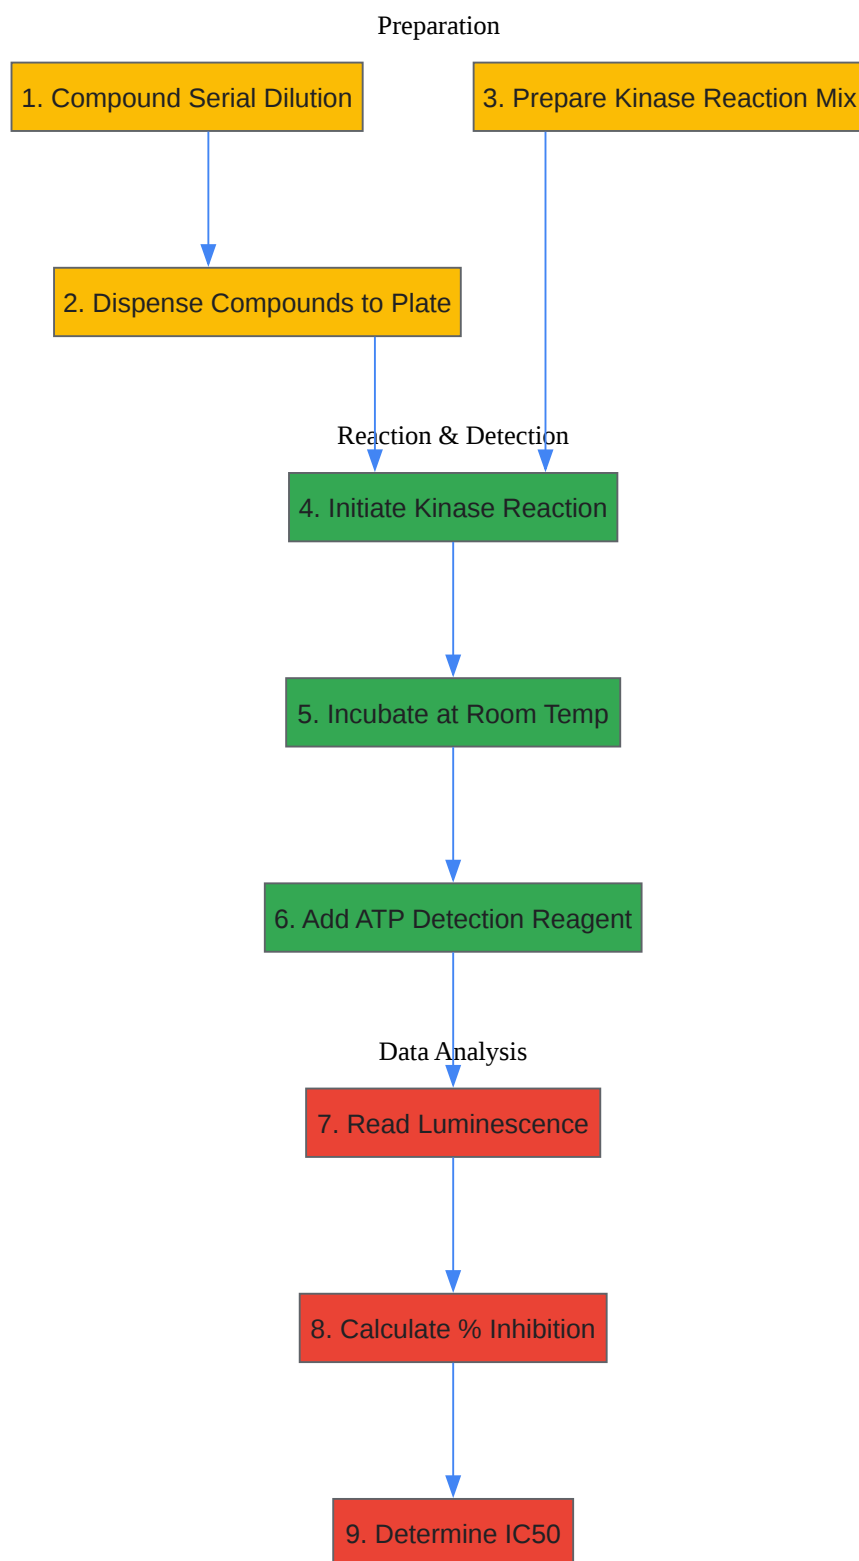 Preparation
1. Compound Serial Dilution
3. Prepare Kinase Reaction Mix
2. Dispense Compounds to Plate
Reaction & Detection
4. Initiate Kinase Reaction
5. Incubate at Room Temp
6. Add ATP Detection Reagent
Data Analysis
7. Read Luminescence
8. Calculate % Inhibition
9. Determine IC50